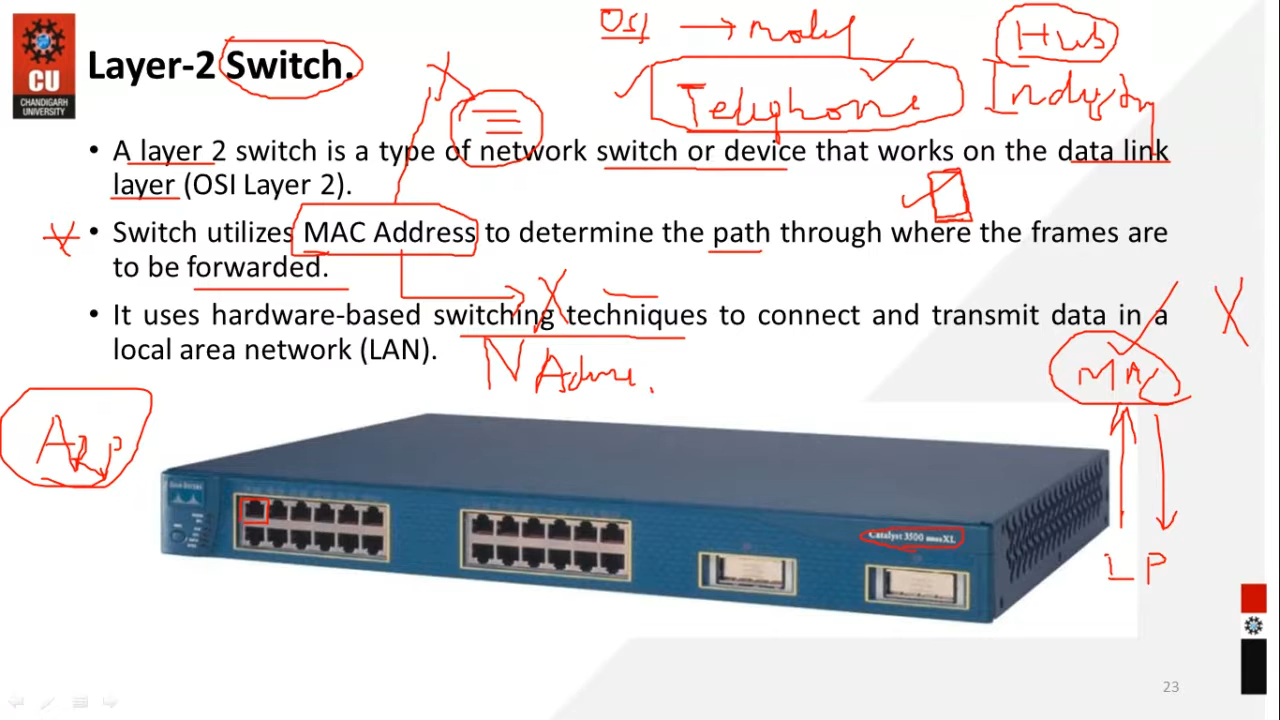 OSI → model
Hub
Layer-2 Switch.
CU
CHANDIGARH
UNIVERSITY
Telephone
Industry
• A layer 2 switch is a type of network switch or device that works on the data link
layer (OSI Layer 2).
• Switch utilizes MAC Address to determine the path through where the frames are
to be forwarded.
• It uses hardware-based switching techniques to connect and transmit data in a
local area network (LAN).
N
MAC
ARP
Catalyst 3500 XL
IP
23